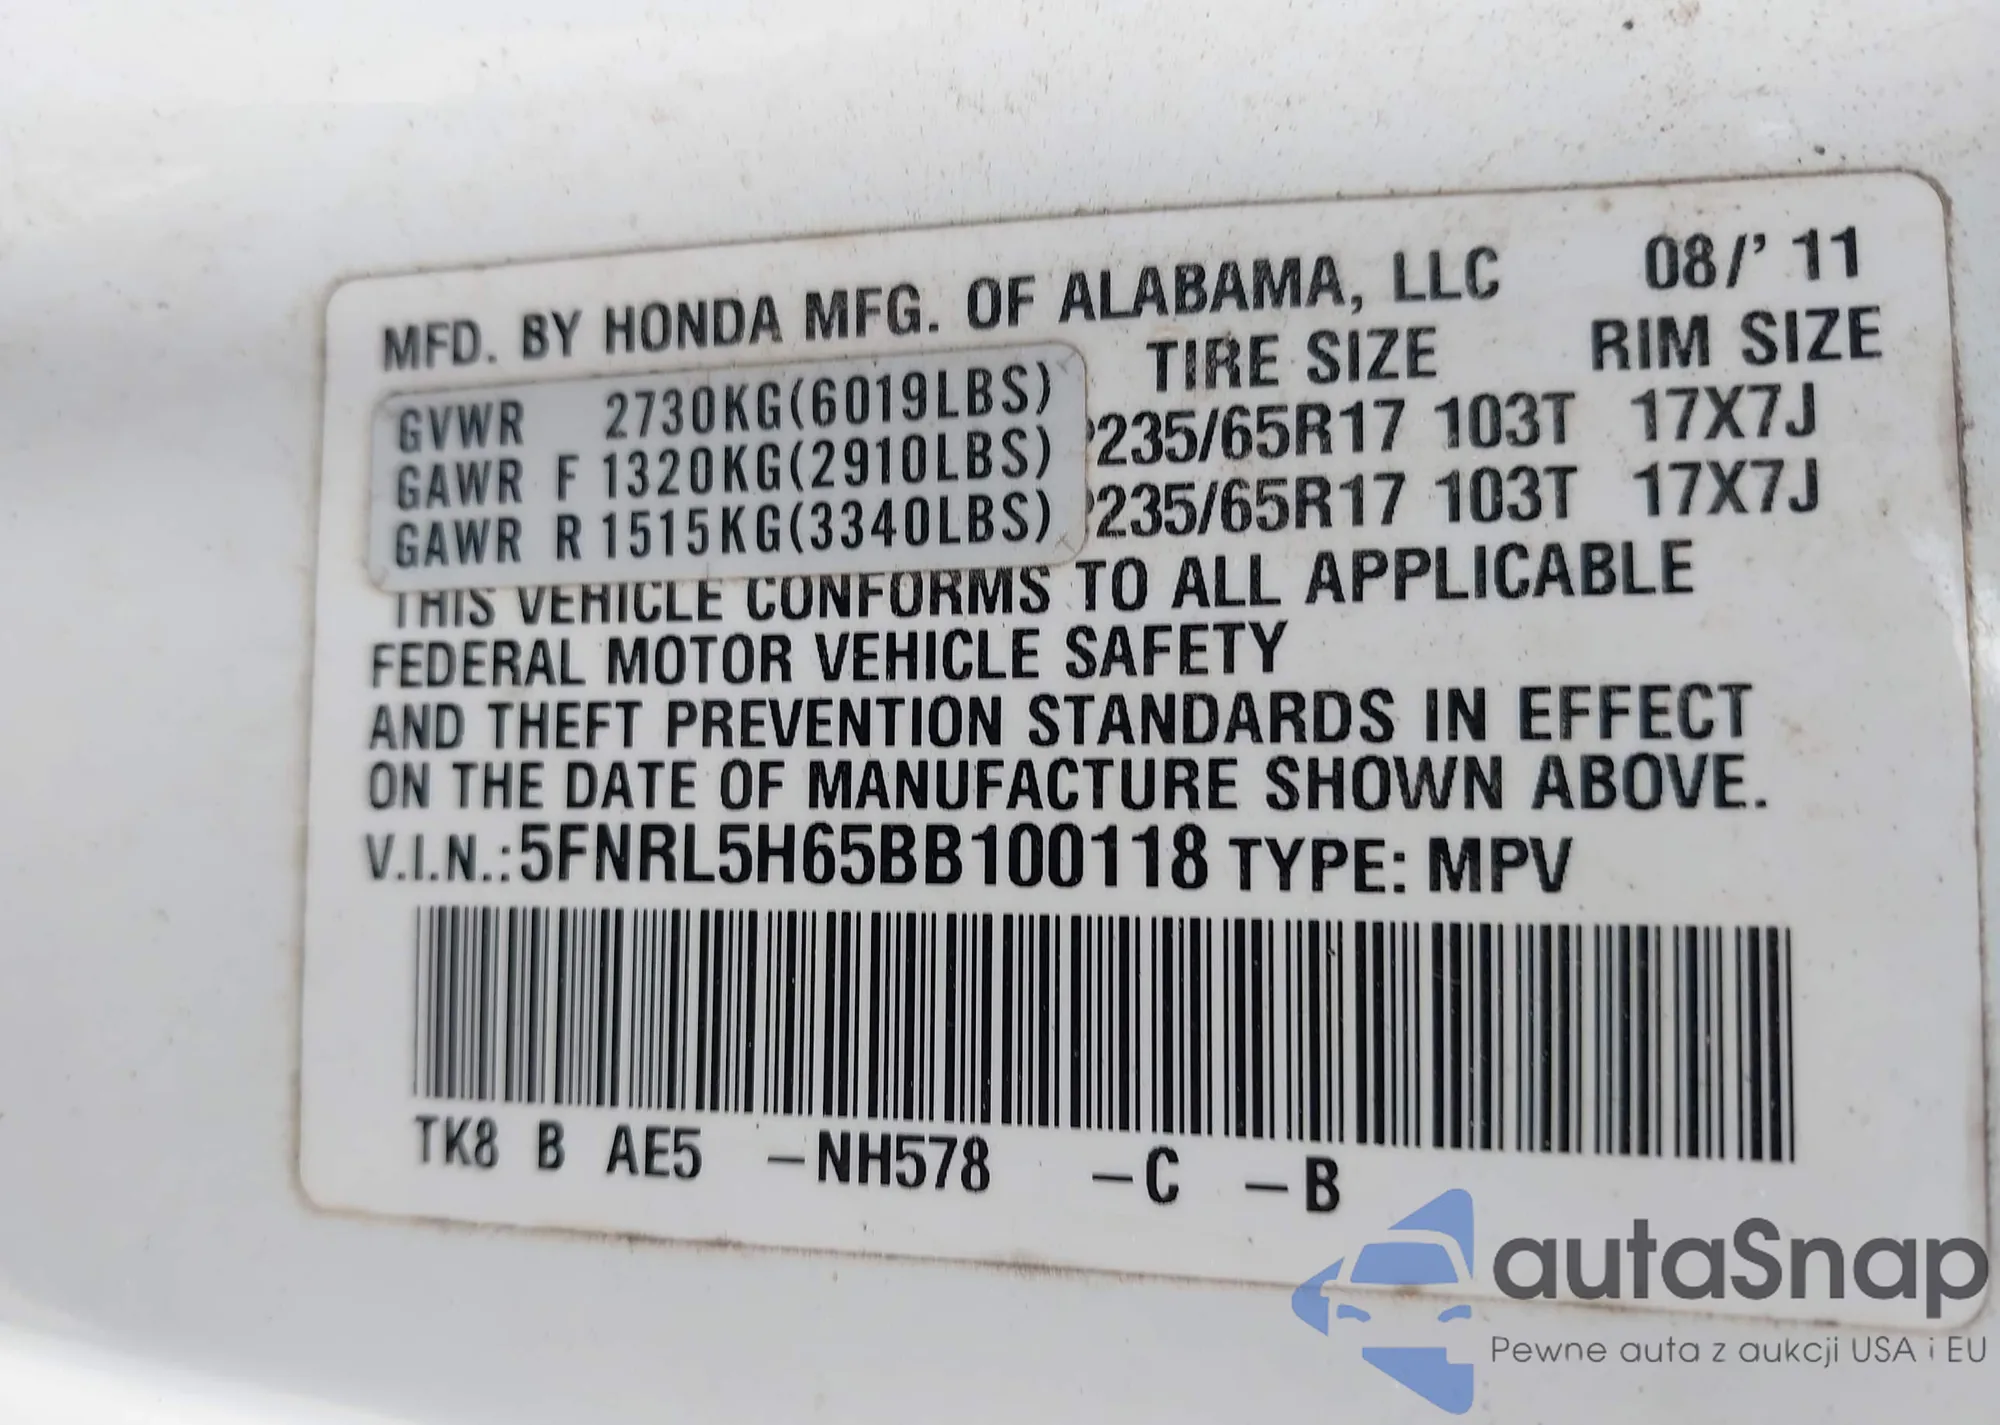 MFD. BY HONDA MFG. OF ALABAMA, LLC 08/'11
TIRE SIZE RIM SIZE
GVWR 2730KG(6019LBS)
GAWR F 1320KG(2910LBS) P235/65R17 103T 17X7J
GAWR R 1515KG(3340LBS) P235/65R17 103T 17X7J
THIS VEHICLE CONFORMS TO ALL APPLICABLE
FEDERAL MOTOR VEHICLE SAFETY
AND THEFT PREVENTION STANDARDS IN EFFECT
ON THE DATE OF MANUFACTURE SHOWN ABOVE.
V.I.N.:5FNRL5H65BB100118 TYPE: MPV
TK8 B AE5 -NH578 -C -B
autaSnap
Pewne auta z aukcji USA i EU